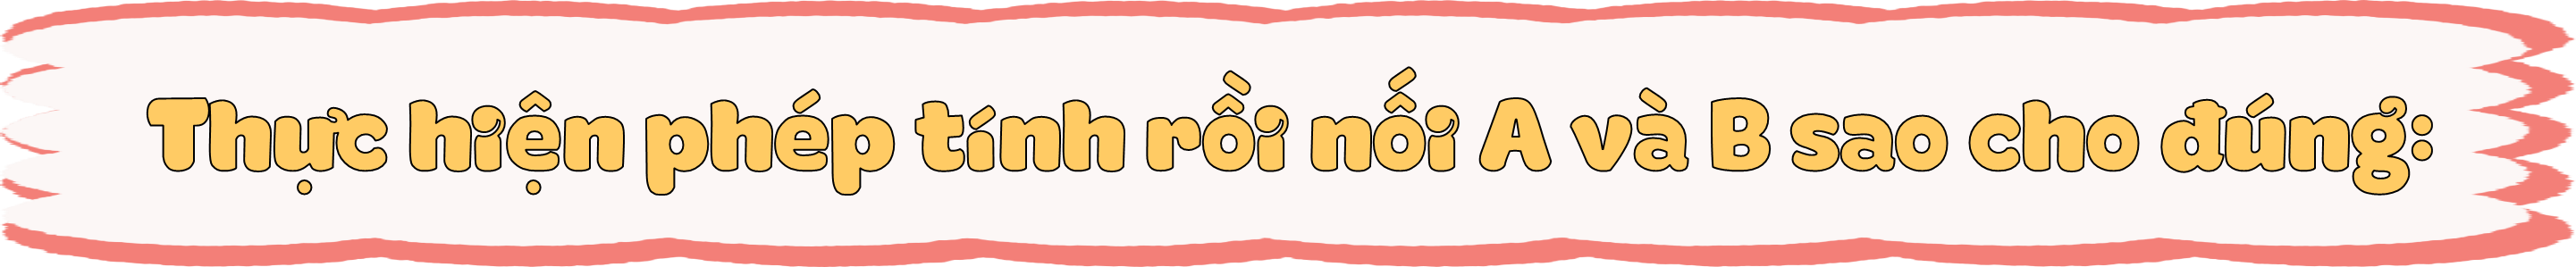 Thực hiện phép tính rồi nối A và B sao cho đúng: